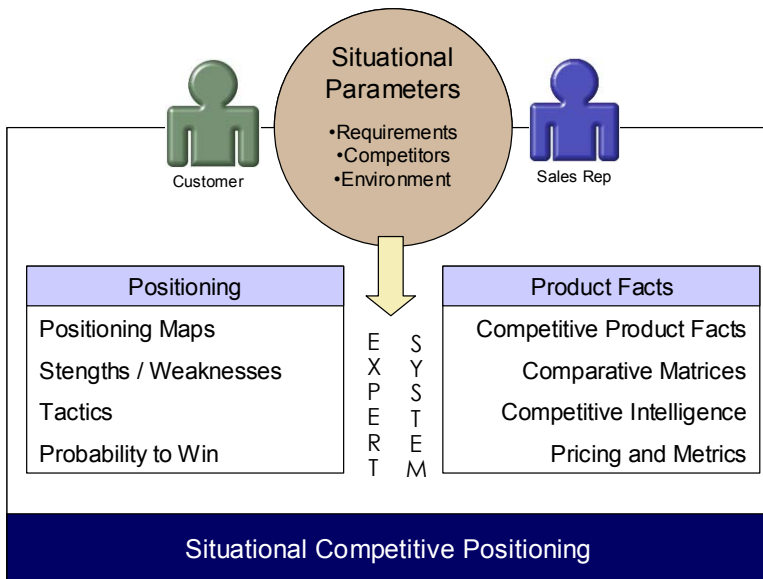 Situational
Parameters
•Requirements
•Competitors
•Environment
Customer
Sales Rep
Positioning
Positioning Maps
Stengths / Weaknesses
Tactics
Probability to Win
EXPERT
SYSTEM
Product Facts
Competitive Product Facts
Comparative Matrices
Competitive Intelligence
Pricing and Metrics
Situational Competitive Positioning